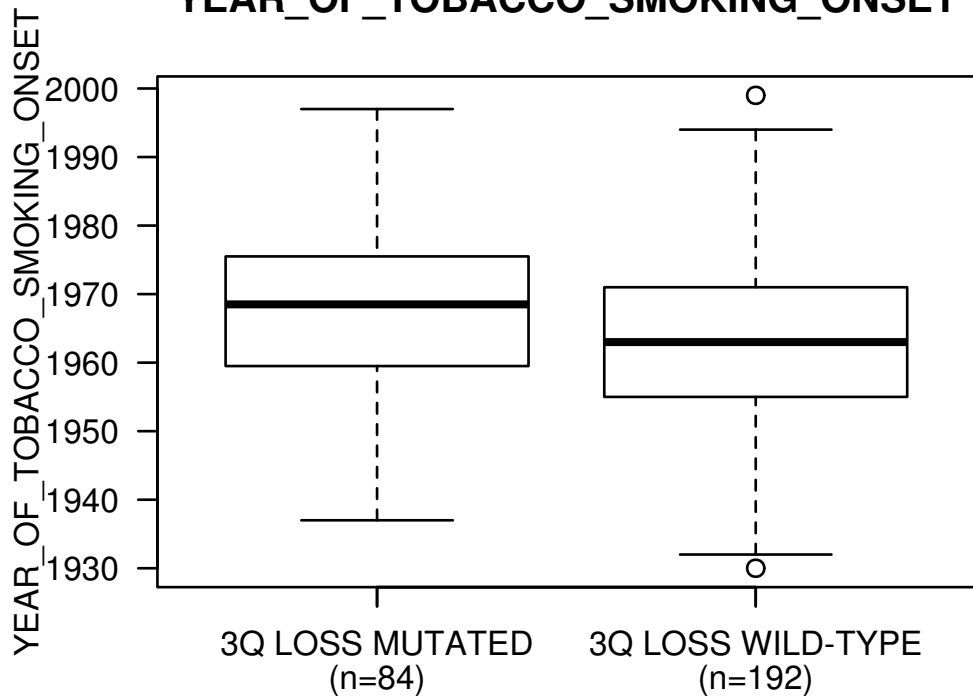 YEAR_OF_TOBACCO_SMOKING_ONSET
YEAR_OF_TOBACCO_SMOKING_ONSET
2000
1990
1980
1970
1960
1950
1940
1930
3Q LOSS MUTATED
(n=84)
3Q LOSS WILD-TYPE
(n=192)